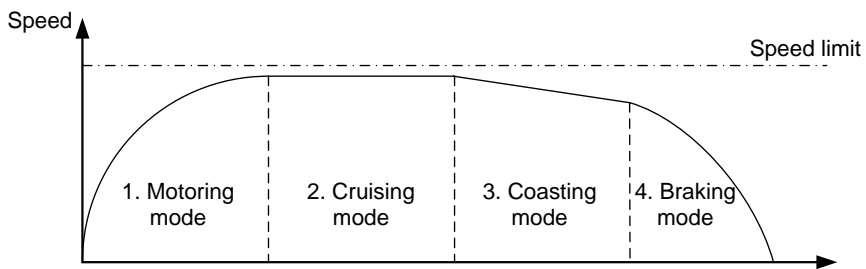 Speed
Speed limit
1. Motoring
mode
2. Cruising
mode
3. Coasting
mode
4. Braking
mode